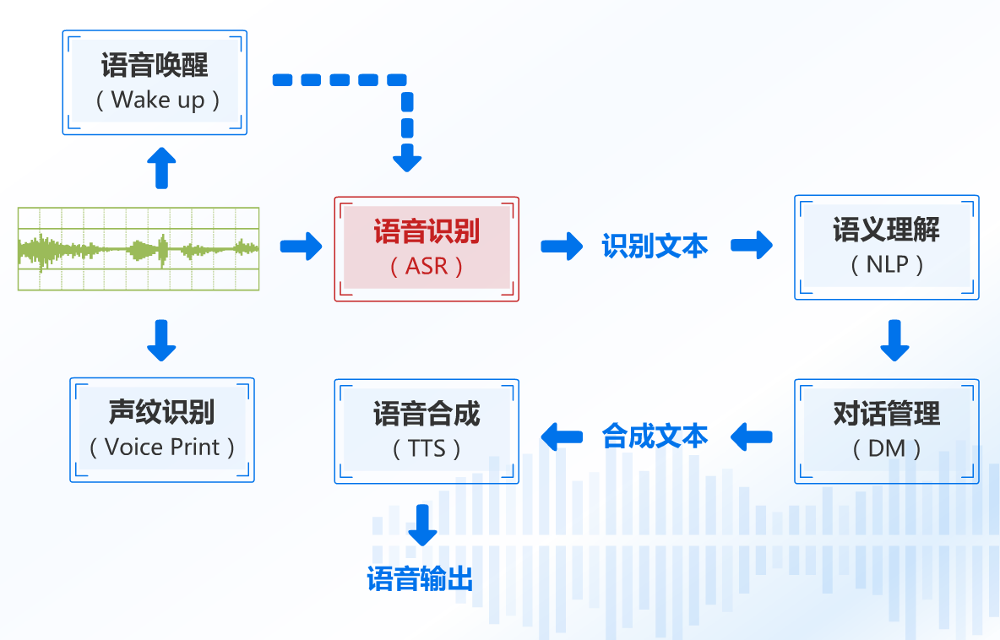 语音唤醒
（Wake up）
语音识别
（ASR）
识别文本
语义理解
（NLP）
声纹识别
（Voice Print）
语音合成
（TTS）
合成文本
对话管理
（DM）
语音输出